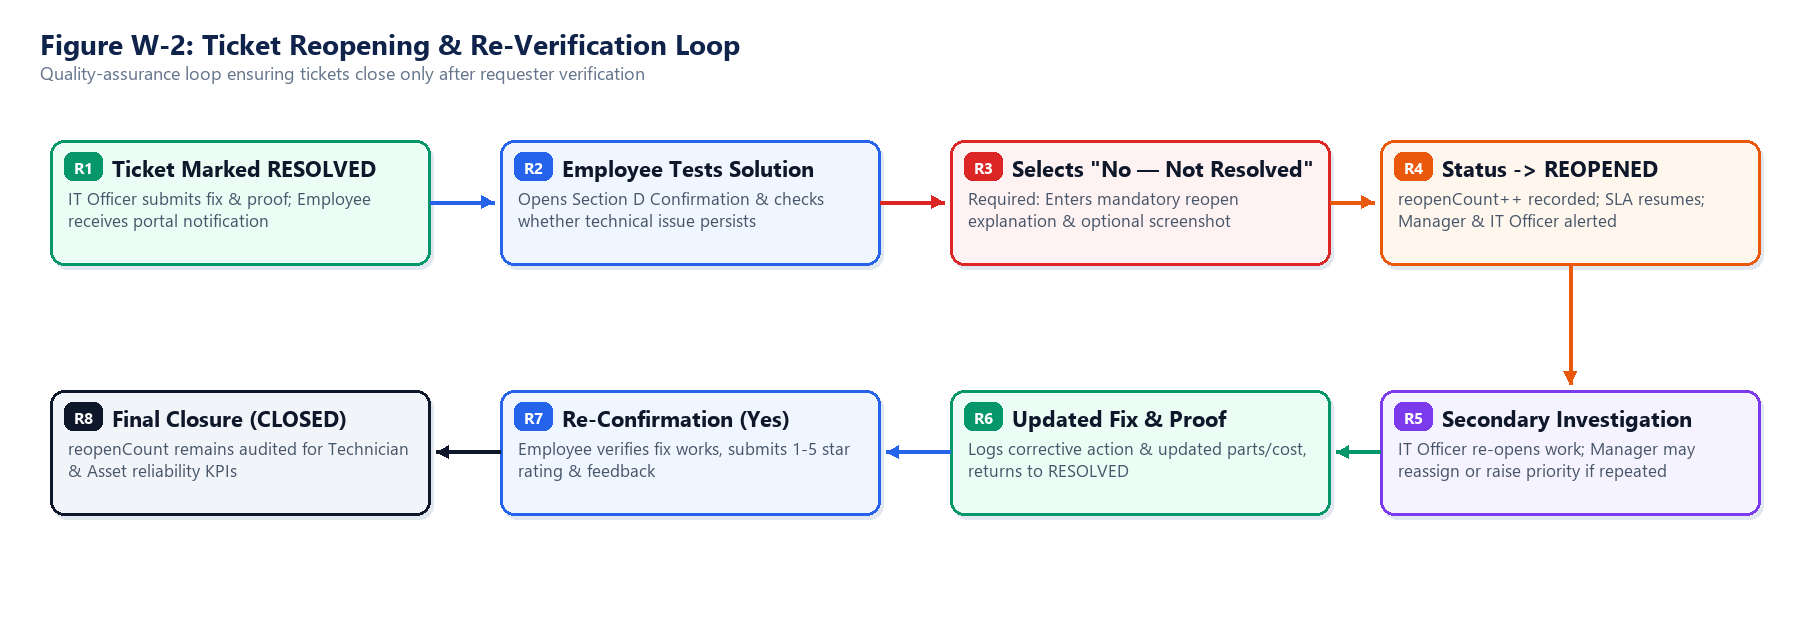 Figure W-2: Ticket Reopening & Re-Verification Loop
Quality-assurance loop ensuring tickets close only after requester verification
R1 Ticket Marked RESOLVED
IT Officer submits fix & proof; Employee
receives portal notification
R2 Employee Tests Solution
Opens Section D Confirmation & checks
whether technical issue persists
R3 Selects "No — Not Resolved"
Required: Enters mandatory reopen
explanation & optional screenshot
R4 Status -> REOPENED
reopenCount++ recorded; SLA resumes;
Manager & IT Officer alerted
R5 Secondary Investigation
IT Officer re-opens work; Manager may
reassign or raise priority if repeated
R6 Updated Fix & Proof
Logs corrective action & updated parts/cost,
returns to RESOLVED
R7 Re-Confirmation (Yes)
Employee verifies fix works, submits 1-5 star
rating & feedback
R8 Final Closure (CLOSED)
reopenCount remains audited for Technician
& Asset reliability KPIs